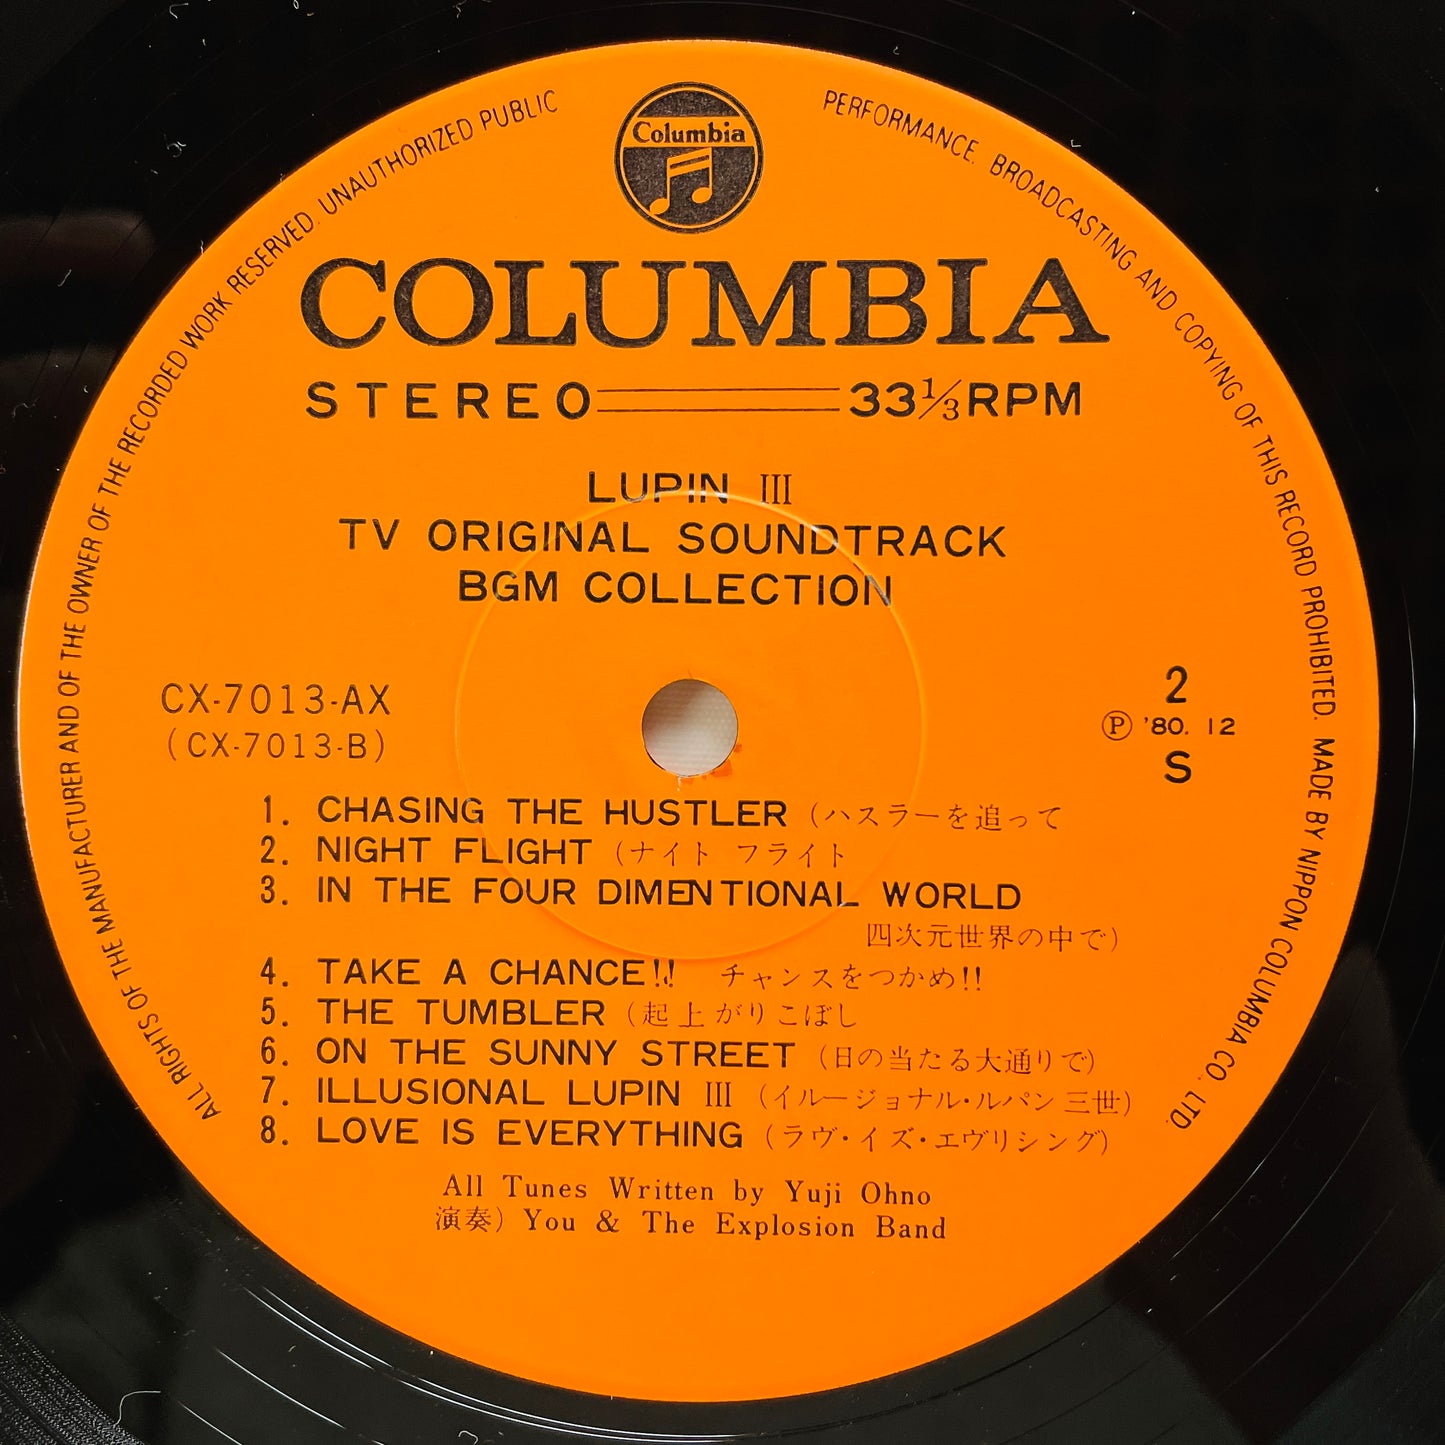 Columbia
ALL RIGHTS OF THE MANUFACTURER AND OF THE OWNER OF THE RECORDED WORK RESERVED. UNAUTHORIZED PUBLIC PERFORMANCE. BROADCASTING AND COPYING OF THIS RECORD PROHIBITED. MADE BY NIPPON COLUMBIA CO. LTD.
COLUMBIA
STEREO 33 1/3 RPM
LUPIN III
TV ORIGINAL SOUNDTRACK
BGM COLLECTION
CX-7013-AX
(CX-7013-B)
2
Ⓟ '80. 12
S
1. CHASING THE HUSTLER (ハスラーを追って
2. NIGHT FLIGHT (ナイト フライト
3. IN THE FOUR DIMENTIONAL WORLD
四次元世界の中で)
4. TAKE A CHANCE!! チャンスをつかめ!!
5. THE TUMBLER (起上がりこぼし
6. ON THE SUNNY STREET (日の当たる大通りで)
7. ILLUSIONAL LUPIN III (イルージョナル・ルパン三世)
8. LOVE IS EVERYTHING (ラヴ・イズ・エヴリシング)
All Tunes Written by Yuji Ohno
演奏) You & The Explosion Band